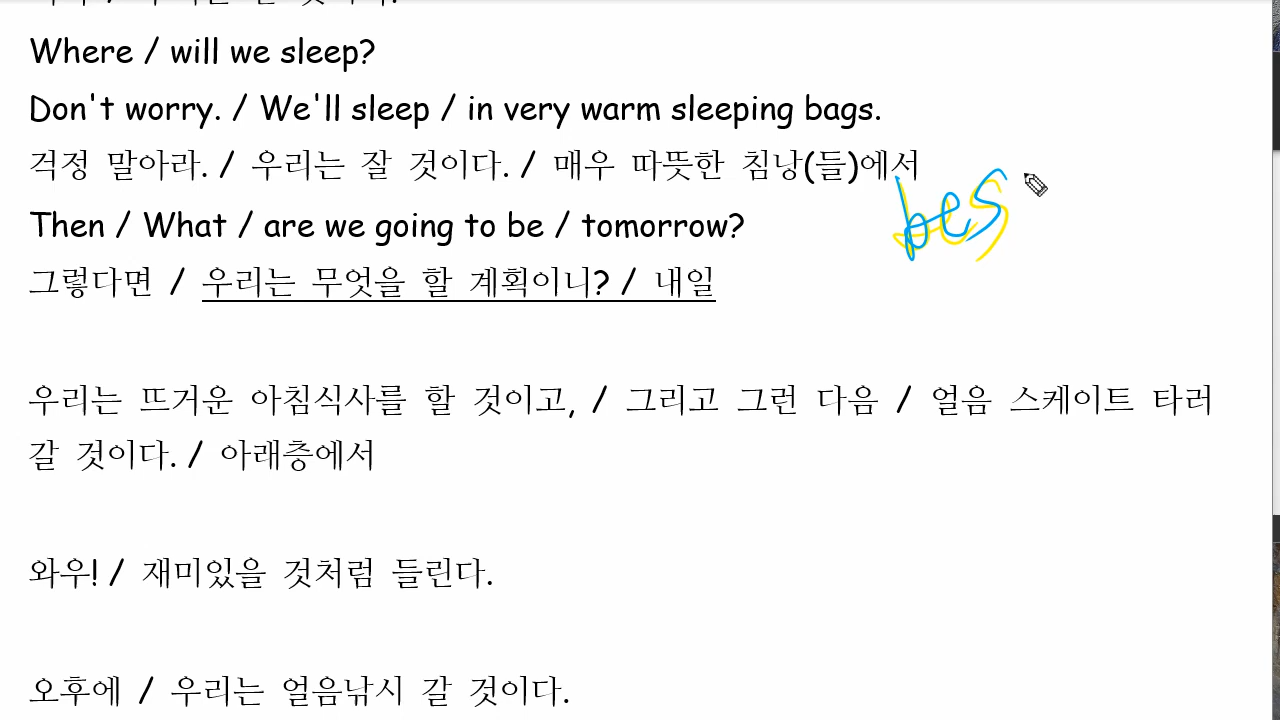 Where / will we sleep?
Don't worry. / We'll sleep / in very warm sleeping bags.
걱정 말아라. / 우리는 잘 것이다. / 매우 따뜻한 침낭(들)에서
bes
Then / What / are we going to be / tomorrow?
그렇다면 / 우리는 무엇을 할 계획이니? / 내일
우리는 뜨거운 아침식사를 할 것이고, / 그리고 그런 다음 / 얼음 스케이트 타러
갈 것이다. / 아래층에서
와우! / 재미있을 것처럼 들린다.
오후에 / 우리는 얼음낚시 갈 것이다.